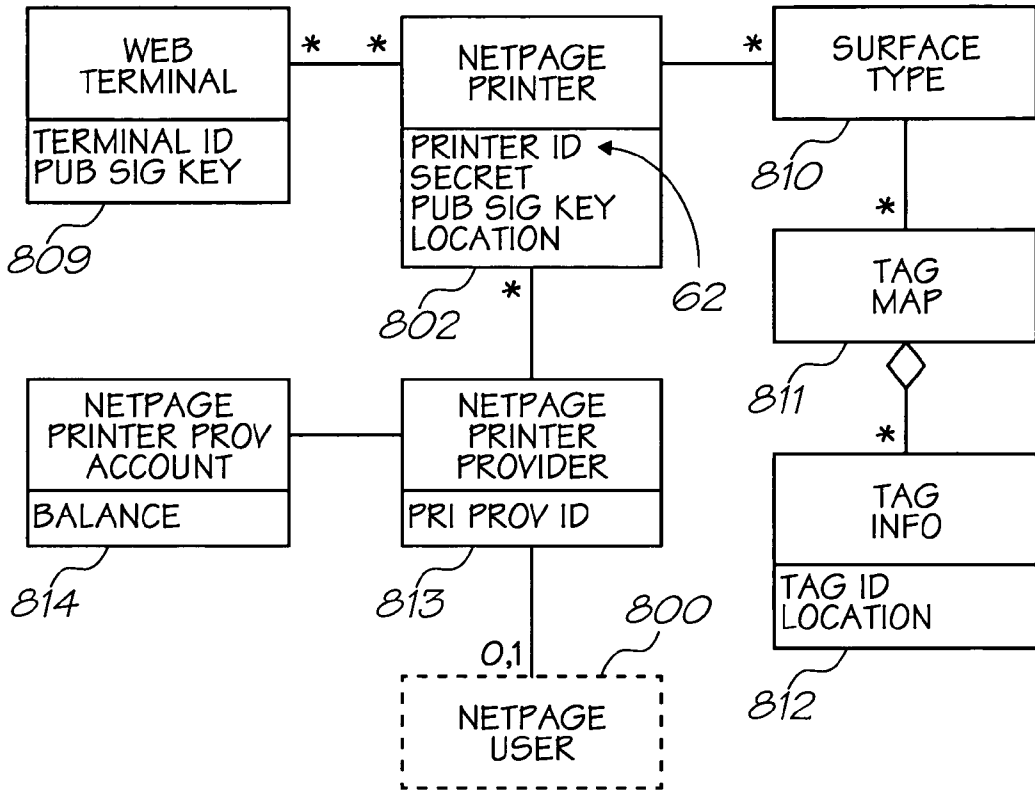 WEB
TERMINAL
TERMINAL ID
PUB SIG KEY
809
*
*
NETPAGE
PRINTER
PRINTER ID
SECRET
PUB SIG KEY
LOCATION
802
62
*
*
SURFACE
TYPE
810
*
TAG
MAP
811
*
TAG
INFO
TAG ID
LOCATION
812
NETPAGE
PRINTER PROV
ACCOUNT
BALANCE
814
NETPAGE
PRINTER
PROVIDER
PRI PROV ID
813
0,1
800
NETPAGE
USER